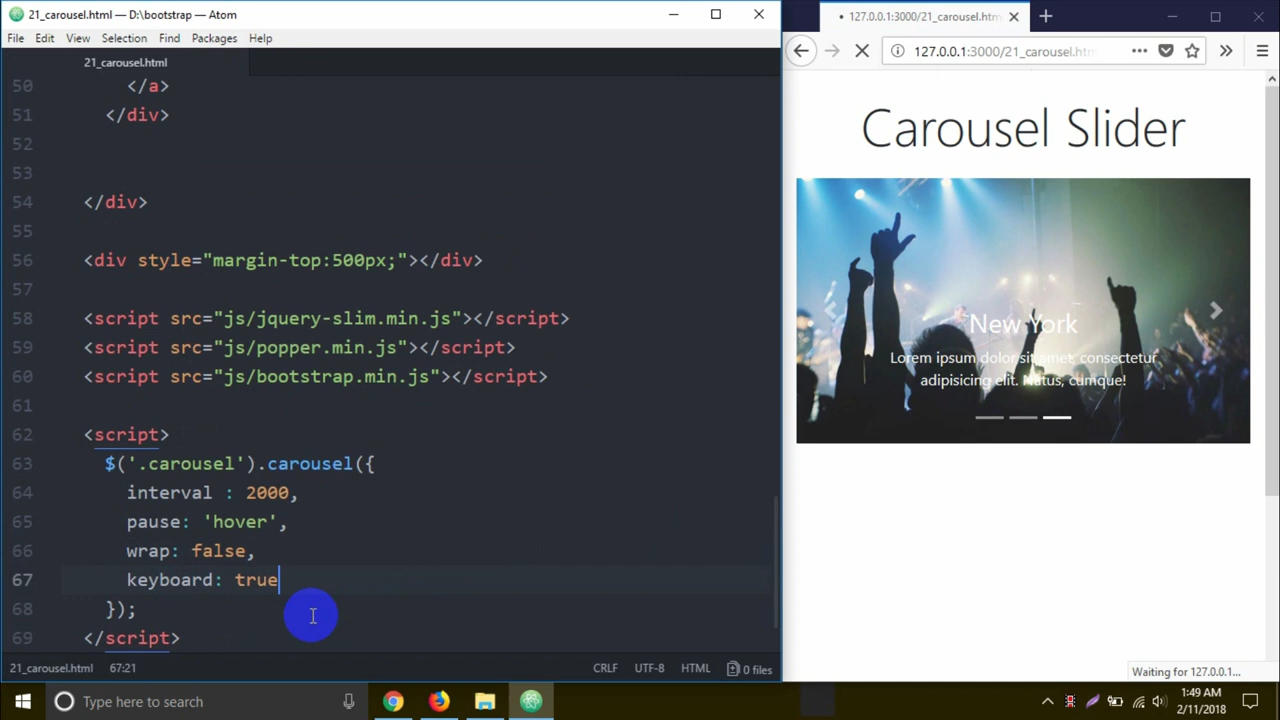 21_carousel.html — D:\bootstrap — Atom
File Edit View Selection Find Packages Help
21_carousel.html
50 </a>
51 </div>
52
53
54 </div>
55
56 <div style="margin-top:500px;"></div>
57
58 <script src="js/jquery-slim.min.js"></script>
59 <script src="js/popper.min.js"></script>
60 <script src="js/bootstrap.min.js"></script>
61
62 <script>
63 $('.carousel').carousel({
64 interval : 2000,
65 pause: 'hover',
66 wrap: false,
67 keyboard: true
68 });
69 </script>
21_carousel.html 67:21 CRLF UTF-8 HTML 0 files
127.0.0.1:3000/21_carousel.htm
127.0.0.1:3000/21_carousel.htm
Carousel Slider
New York
Lorem ipsum dolor sit amet, consectetur
adipisicing elit. Natus, cumque!
Waiting for 127.0.0.1...
Type here to search
1:49 AM
2/11/2018